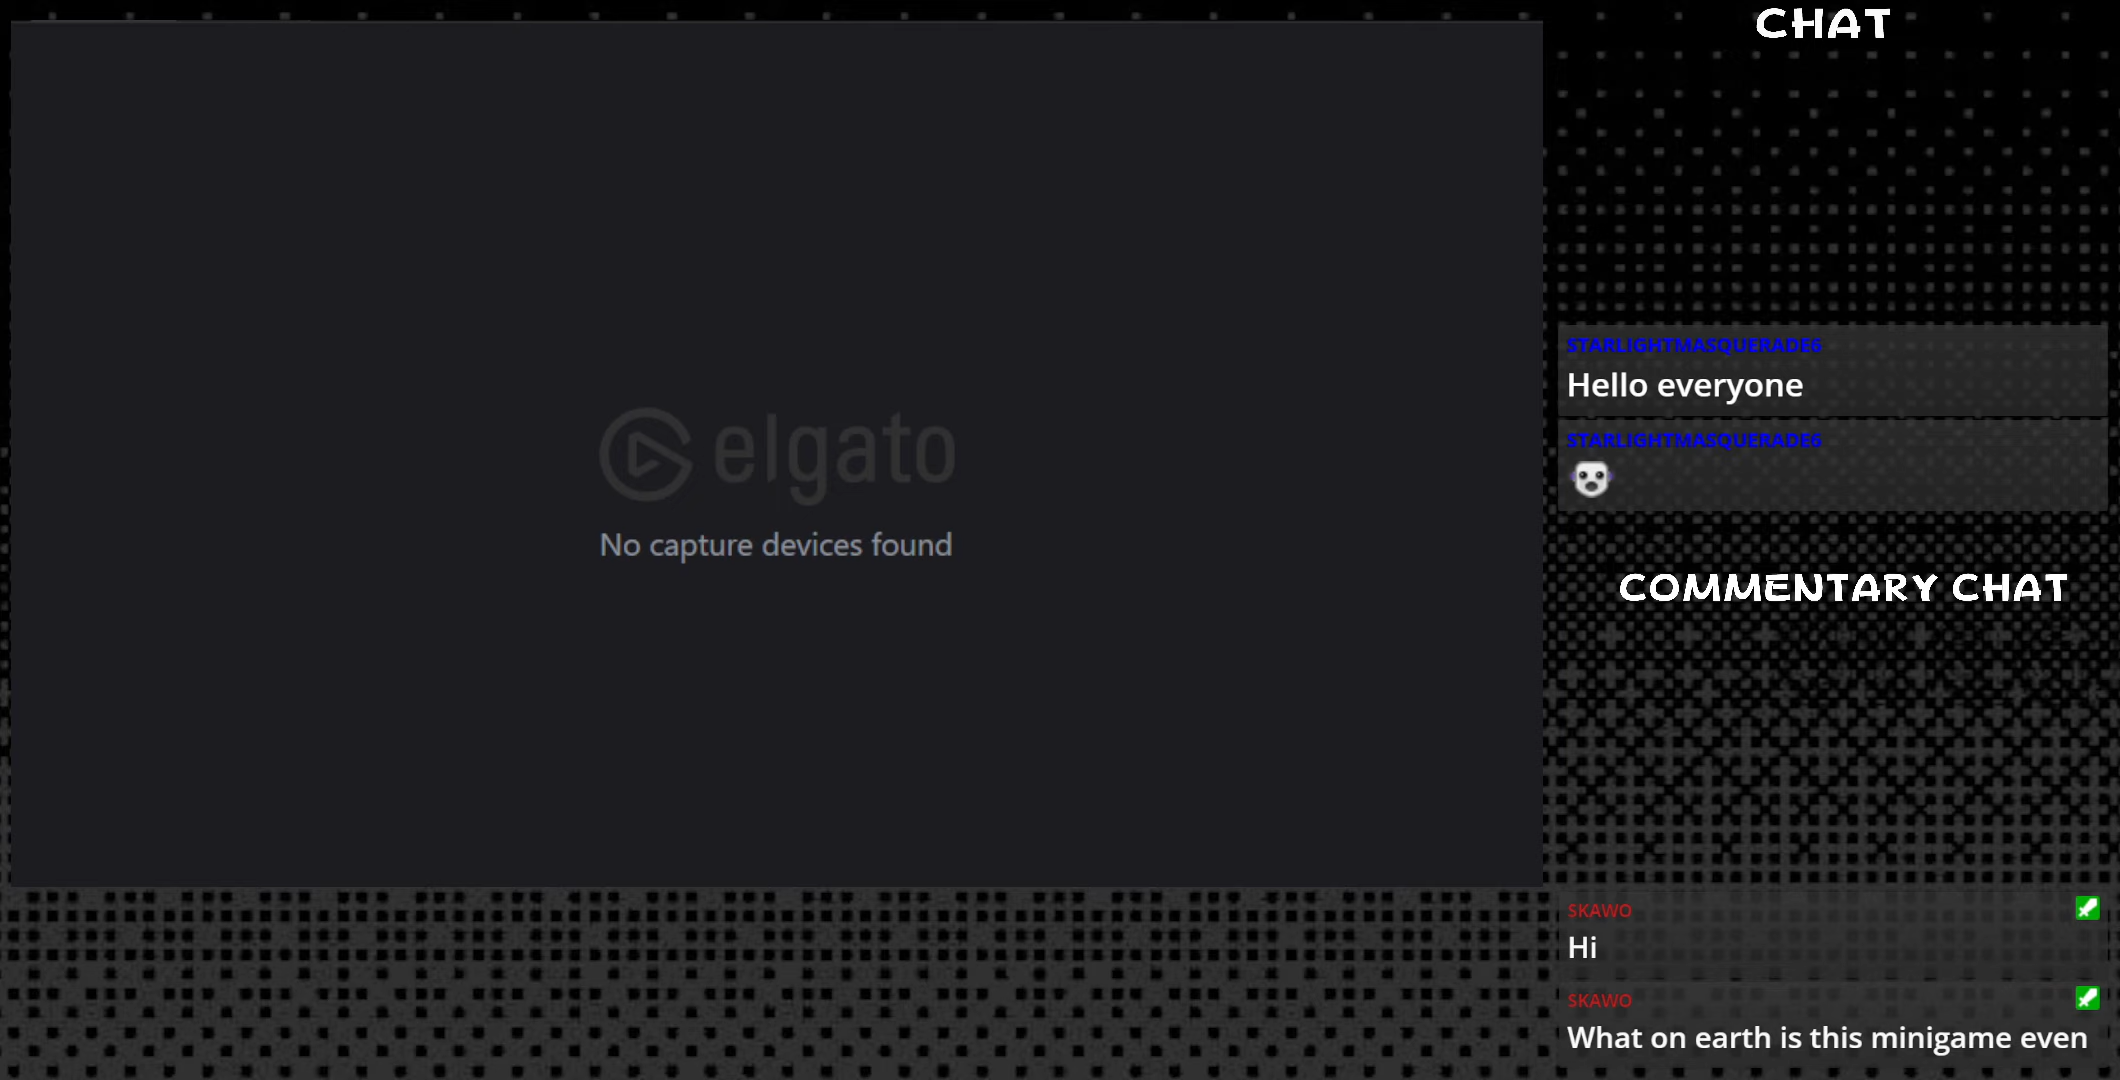 CHAT
elgato
No capture devices found
STARLIGHTMASQUERADE6
Hello everyone
STARLIGHTMASQUERADE6
COMMENTARY CHAT
SKAWO
Hi
SKAWO
What on earth is this minigame even